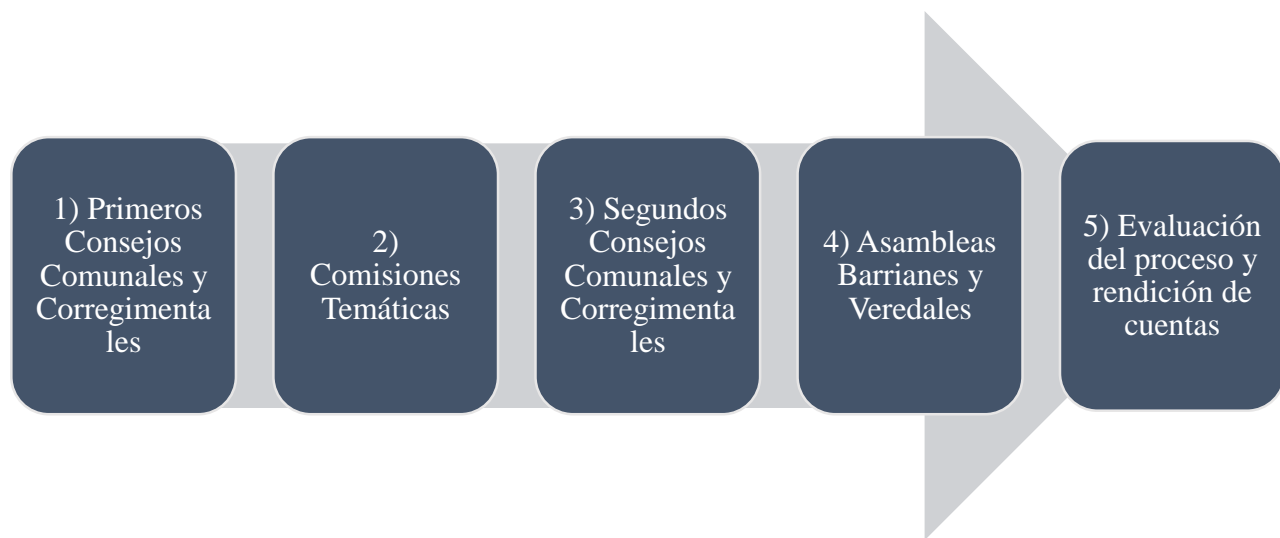 1) Primeros
Consejos
Comunales y
Corregimenta
les
2)
Comisiones
Temáticas
3) Segundos
Consejos
Comunales y
Corregimenta
les
4) Asambleas
Barrianes y
Veredales
5) Evaluación
del proceso y
rendición de
cuentas